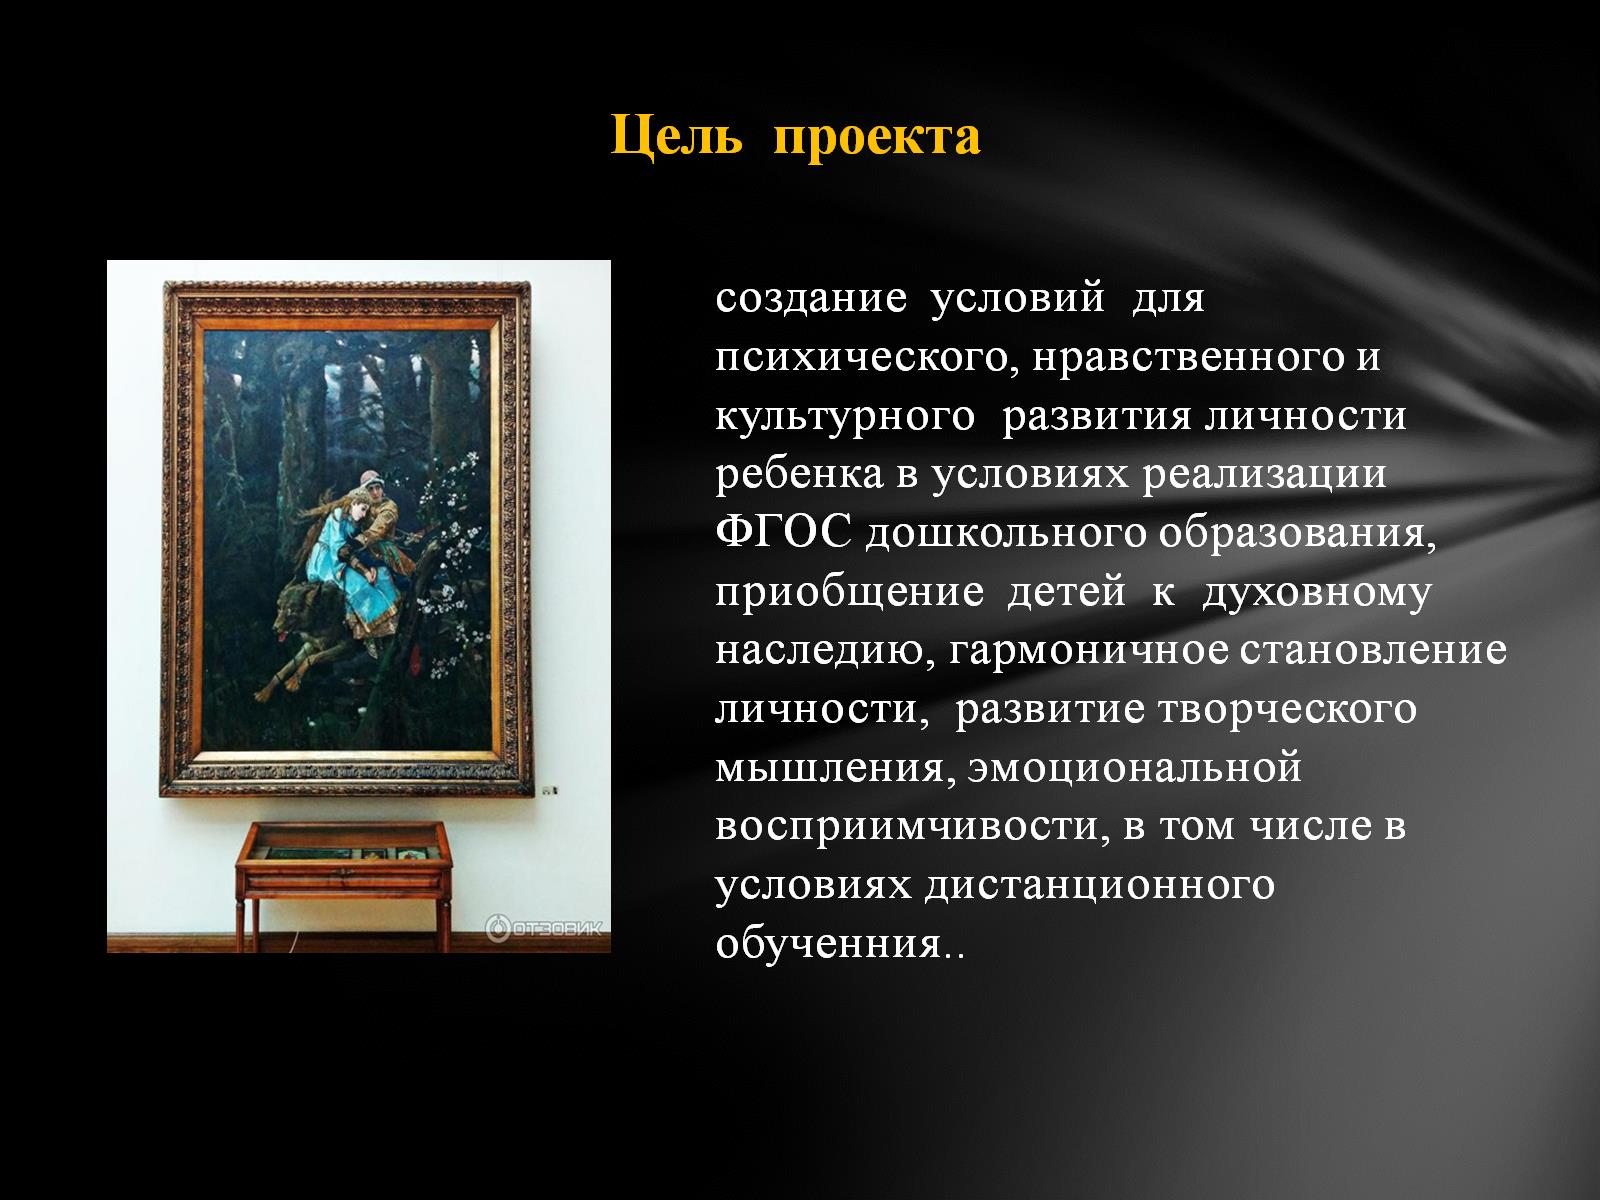 Цель проекта
создание условий для
психического, нравственного и
культурного развития личности
ребенка в условиях реализации
ФГОС дошкольного образования,
приобщение детей к духовному
наследию, гармоничное становление
личности, развитие творческого
мышления, эмоциональной
восприимчивости, в том числе в
условиях дистанционного
обученния..
ОТЗОВИК